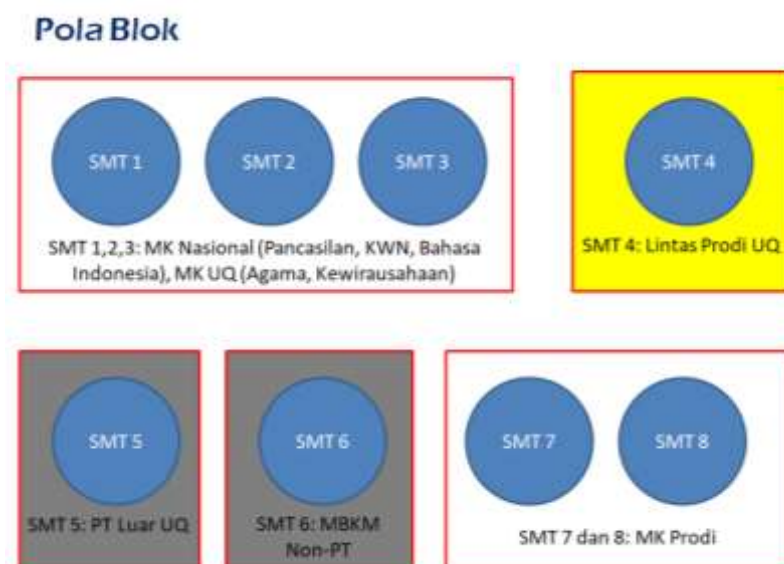 Pola Blok
SMT 1
SMT 2
SMT 3
SMT 1,2,3: MK Nasional (Pancasilan, KWN, Bahasa
Indonesia), MK UQ (Agama, Kewirausahaan)
SMT 4
SMT 4: Lintas Prodi UQ
SMT 5
SMT 5: PT Luar UQ
SMT 6
SMT 6: MBKM
Non-PT
SMT 7
SMT 8
SMT 7 dan 8: MK Prodi